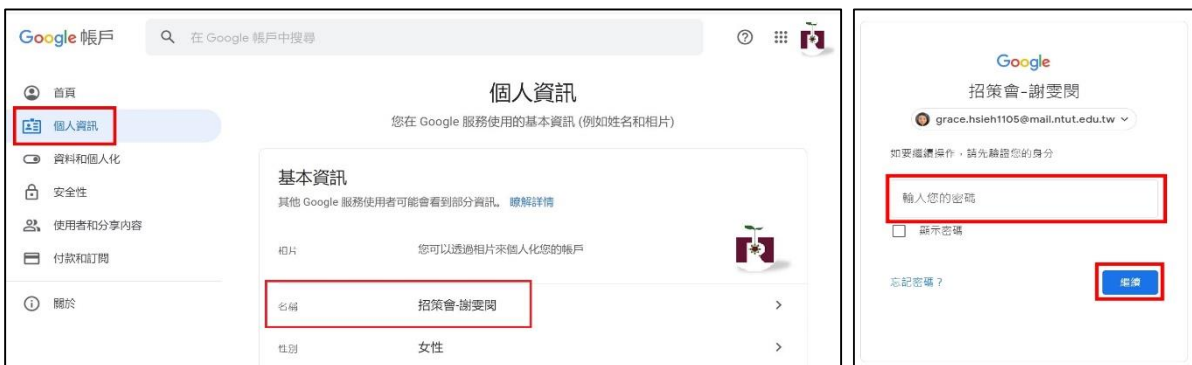 Google 帳戶
在 Google 帳戶中搜尋
首頁
個人資訊
資料和個人化
安全性
使用者和分享內容
付款和訂閱
關於
個人資訊
您在 Google 服務使用的基本資訊 (例如姓名和相片)
基本資訊
其他 Google 服務使用者可能會看到部分資訊。 瞭解詳情
相片 您可以透過相片來個人化您的帳戶
名稱 招策會-謝雯閔
性別 女性
Google
招策會-謝雯閔
grace.hsieh1105@mail.ntut.edu.tw
如要繼續操作，請先驗證您的身分
輸入您的密碼
顯示密碼
忘記密碼？ 繼續